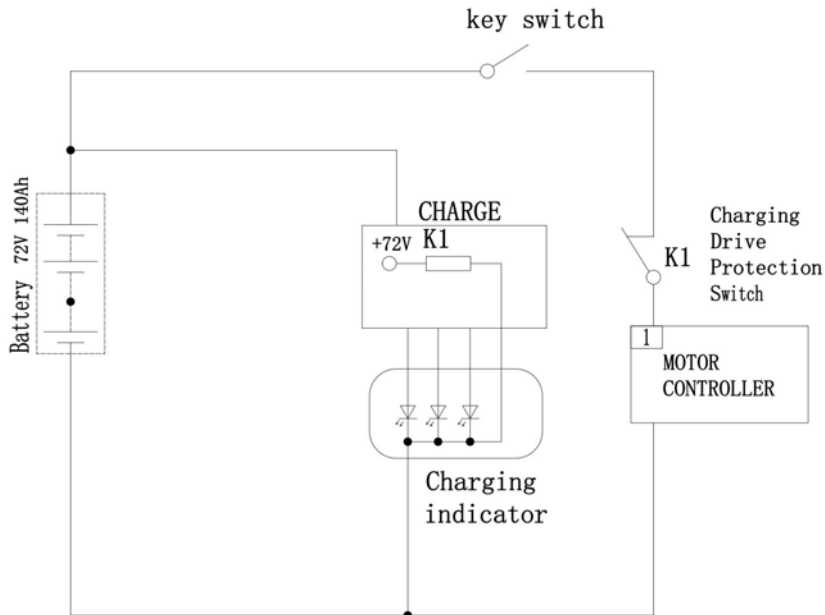 key switch
Battery 72V 140Ah
CHARGE
+72V K1
Charging
indicator
K1
Charging
Drive
Protection
Switch
1
MOTOR
CONTROLLER